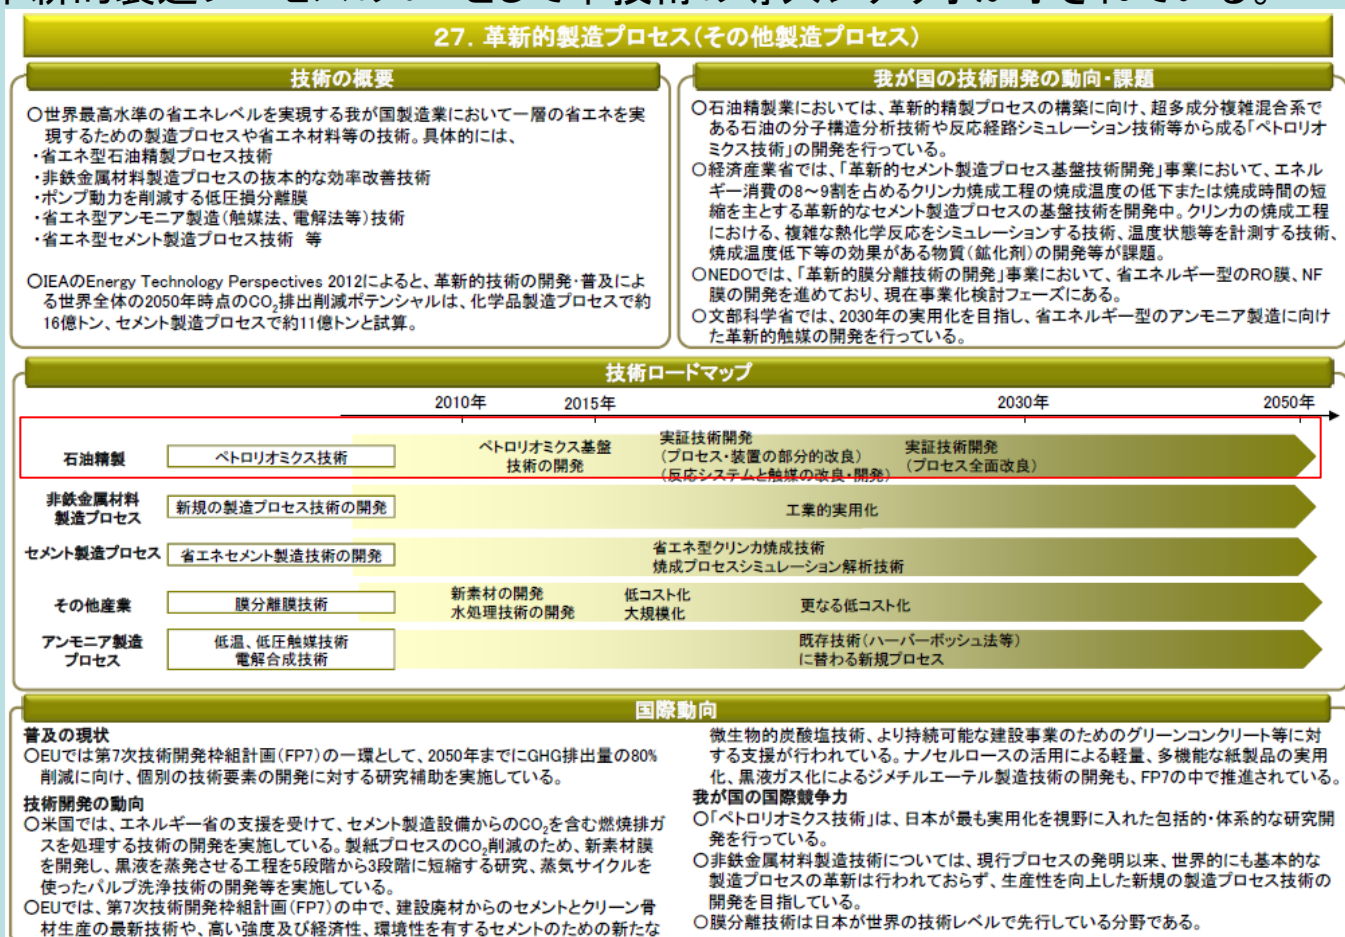 27. 革新的製造プロセス(その他製造プロセス)
技術の概要
○世界最高水準の省エネレベルを実現する我が国製造業において一層の省エネを実
現するための製造プロセスや省エネ材料等の技術。具体的には、
・省エネ型石油精製プロセス技術
・非鉄金属材料製造プロセスの抜本的な効率改善技術
・ポンプ動力を削減する低圧損分離膜
・省エネ型アンモニア製造(触媒法、電解法等)技術
・省エネ型セメント製造プロセス技術 等
○IEAのEnergy Technology Perspectives 2012によると、革新的技術の開発・普及によ
る世界全体の2050年時点のCO2排出削減ポテンシャルは、化学品製造プロセスで約
16億トン、セメント製造プロセスで約11億トンと試算。
我が国の技術開発の動向・課題
○石油精製業においては、革新的精製プロセスの構築に向け、超多成分複雑混合系で
ある石油の分子構造分析技術や反応経路シミュレーション技術等から成る「ペトロリオ
ミクス技術」の開発を行っている。
○経済産業省では、「革新的セメント製造プロセス基盤技術開発」事業において、エネル
ギー消費の8～9割を占めるクリンカ焼成工程の焼成温度の低下または焼成時間の短
縮を主とする革新的なセメント製造プロセスの基盤技術を開発中。クリンカの焼成工程
における、複雑な熱化学反応をシミュレーションする技術、温度状態等を計測する技術、
焼成温度低下等の効果がある物質(鉱化剤)の開発等が課題。
○NEDOでは、「革新的膜分離技術の開発」事業において、省エネルギー型のRO膜、NF
膜の開発を進めており、現在事業化検討フェーズにある。
○文部科学省では、2030年の実用化を目指し、省エネルギー型のアンモニア製造に向け
た革新的触媒の開発を行っている。
技術ロードマップ
2010年 2015年 2030年 2050年
石油精製
ペトロリオミクス技術
ペトロリオミクス基盤
技術の開発
実証技術開発
(プロセス・装置の部分的改良)
(反応システムと触媒の改良・開発)
実証技術開発
(プロセス全面改良)
非鉄金属材料
製造プロセス
新規の製造プロセス技術の開発
工業的実用化
セメント製造プロセス
省エネセメント製造技術の開発
省エネ型クリンカ焼成技術
焼成プロセスシミュレーション解析技術
その他産業
膜分離膜技術
新素材の開発
水処理技術の開発
低コスト化
大規模化
更なる低コスト化
アンモニア製造
プロセス
低温、低圧触媒技術
電解合成技術
既存技術(ハーバーボッシュ法等)
に替わる新規プロセス
国際動向
普及の現状
○EUでは第7次技術開発枠組計画(FP7)の一環として、2050年までにGHG排出量の80%
削減に向け、個別の技術要素の開発に対する研究補助を実施している。
技術開発の動向
○米国では、エネルギー省の支援を受けて、セメント製造設備からのCO2を含む燃焼排ガ
スを処理する技術の開発を実施している。製紙プロセスのCO2削減のため、新素材膜
を開発し、黒液を蒸発させる工程を5段階から3段階に短縮する研究、蒸気サイクルを
使ったパルプ洗浄技術の開発等を実施している。
○EUでは、第7次技術開発枠組計画(FP7)の中で、建設廃材からのセメントとクリーン骨
材生産の最新技術や、高い強度及び経済性、環境性を有するセメントのための新たな
微生物的炭酸塩技術、より持続可能な建設事業のためのグリーンコンクリート等に対
する支援が行われている。ナノセルロースの活用による軽量、多機能な紙製品の実用
化、黒液ガス化によるジメチルエーテル製造技術の開発も、FP7の中で推進されている。
我が国の国際競争力
○「ペトロリオミクス技術」は、日本が最も実用化を視野に入れた包括的・体系的な研究開
発を行っている。
○非鉄金属材料製造技術については、現行プロセスの発明以来、世界的にも基本的な
製造プロセスの革新は行われておらず、生産性を向上した新規の製造プロセス技術の
開発を目指している。
○膜分離技術は日本が世界の技術レベルで先行している分野である。